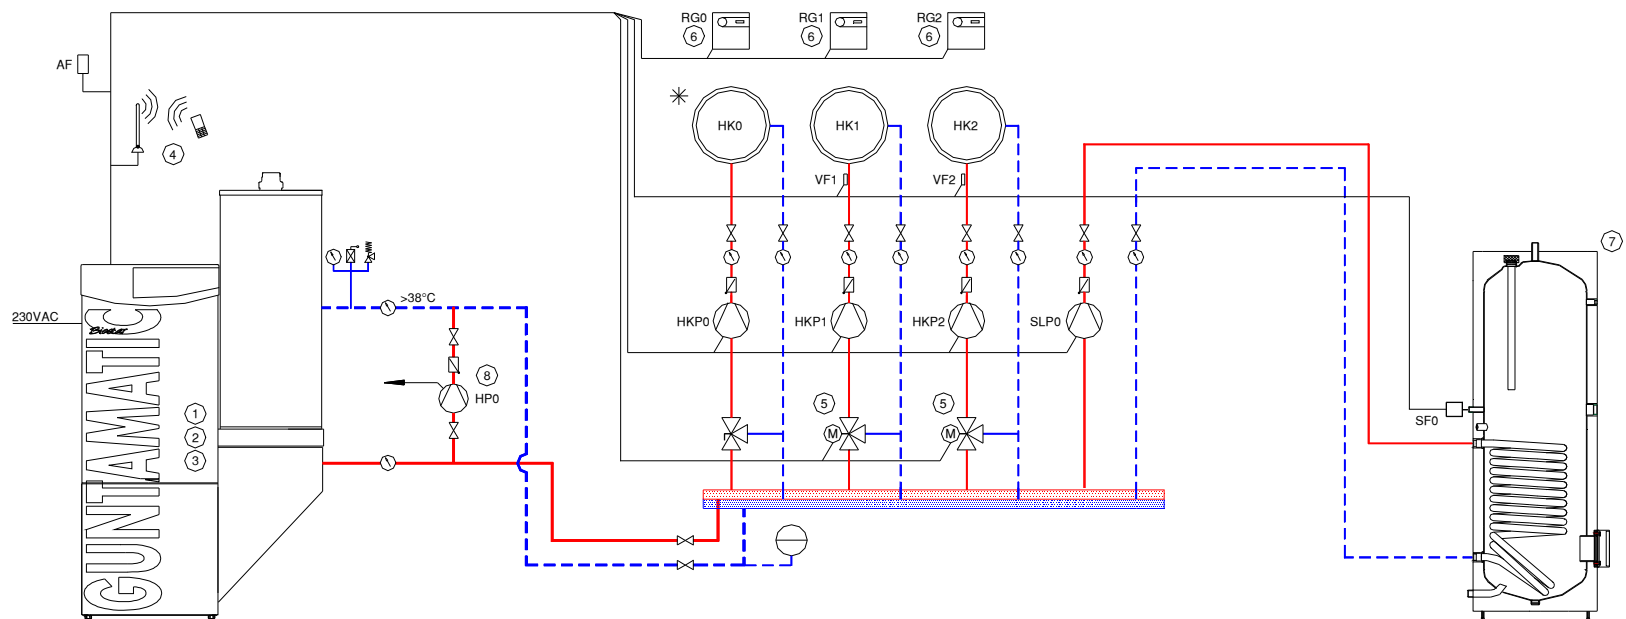 RG0
RG1
RG2
6
6
6
AF
HK0
HK1
HK2
4
VF1
VF2
7
>38°C
230VAC
Biostar
GUNTAMATIC
HKP0
HKP1
HKP2
SLP0
8
HP0
1
2
3
5
5
M
M
SF0